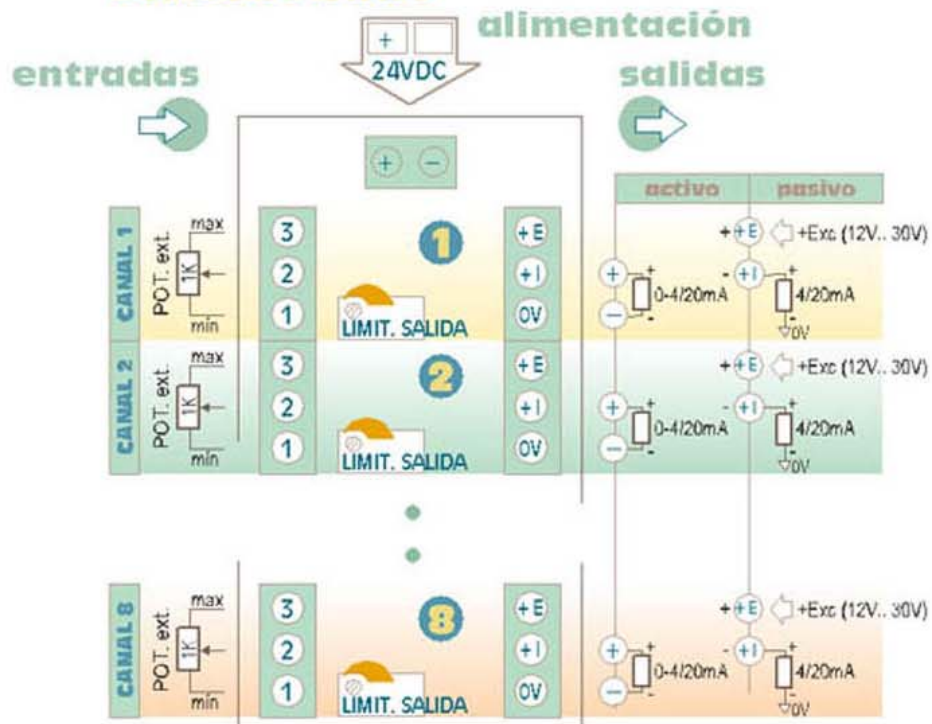 alimentación
+
24VDC
entradas
salidas
+ −
activo pasivo
CANAL 1
POT. ext.
1K
max
min
3
2
1
1
LIMIT. SALIDA
+E
+I
0V
+
−
+
-
0-4/20mA
+ +E +Exc (12V.. 30V)
- +I
+
4/20mA
-
0V
CANAL 2
POT. ext.
1K
max
min
3
2
1
2
LIMIT. SALIDA
+E
+I
0V
+
−
+
-
0-4/20mA
+ +E +Exc (12V.. 30V)
- +I
+
4/20mA
-
0V
CANAL 8
POT. ext.
1K
max
min
3
2
1
8
LIMIT. SALIDA
+E
+I
0V
+
−
+
-
0-4/20mA
+ +E +Exc (12V.. 30V)
- +I
+
4/20mA
-
0V